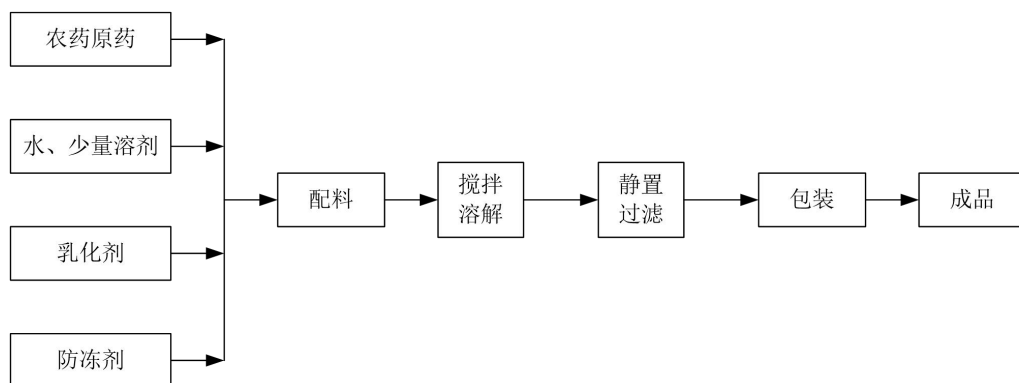 农药原药
水、少量溶剂
乳化剂
防冻剂
配料
搅拌
溶解
静置
过滤
包装
成品